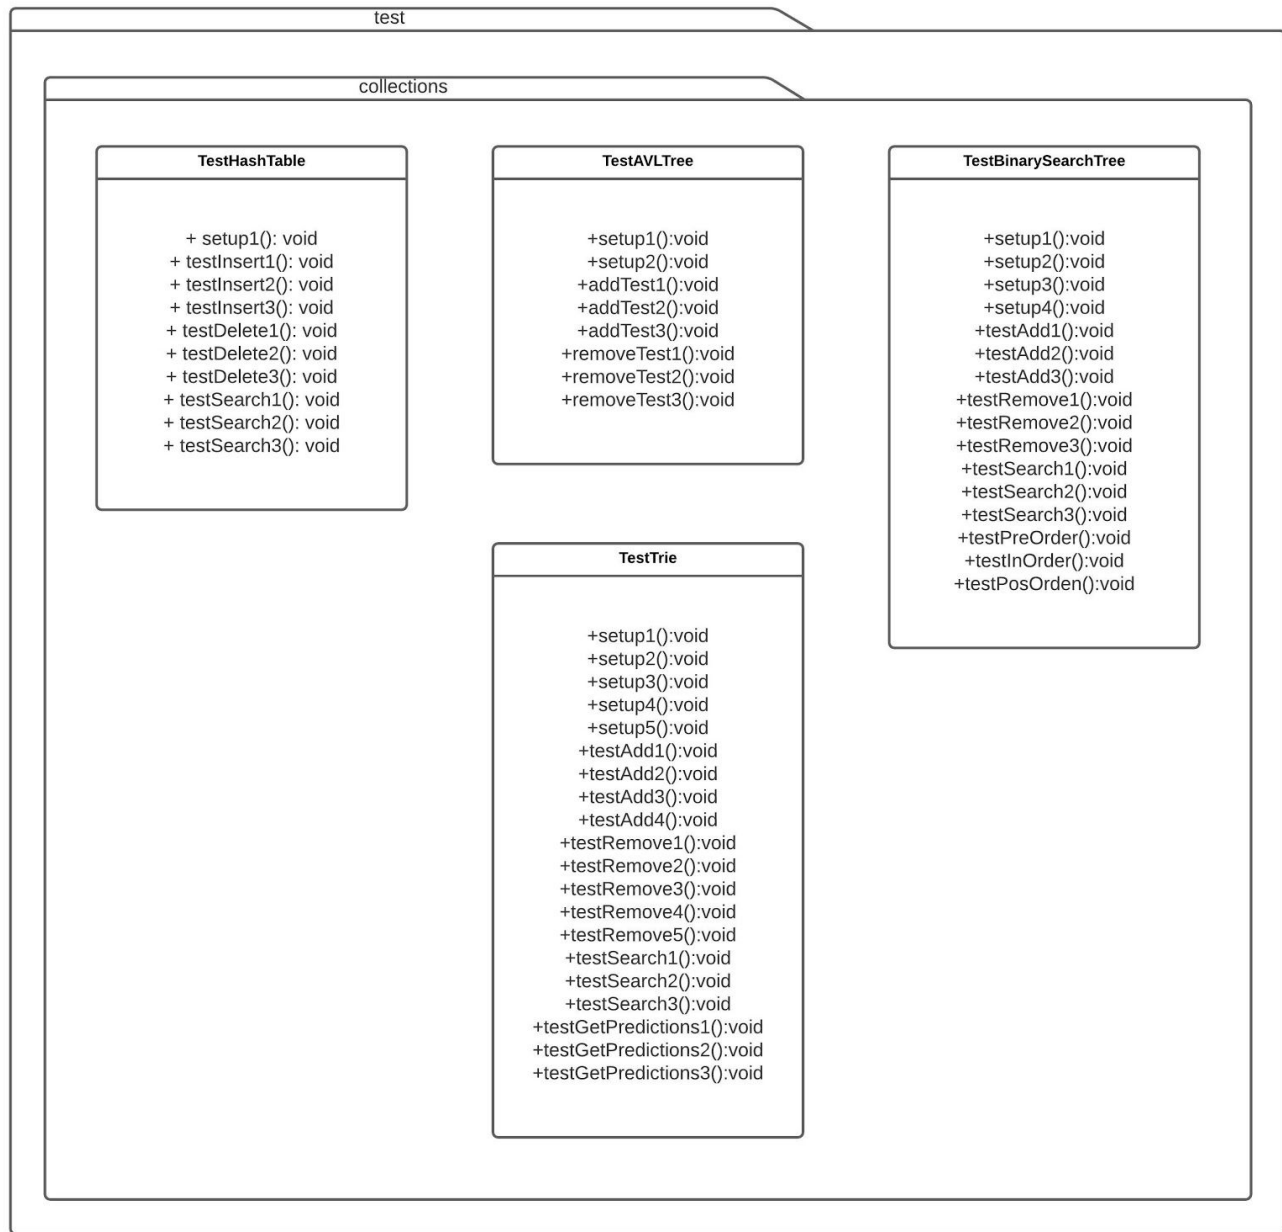 test
collections
TestHashTable
+ setup1(): void
+ testInsert1(): void
+ testInsert2(): void
+ testInsert3(): void
+ testDelete1(): void
+ testDelete2(): void
+ testDelete3(): void
+ testSearch1(): void
+ testSearch2(): void
+ testSearch3(): void
TestAVLTree
+setup1():void
+setup2():void
+addTest1():void
+addTest2():void
+addTest3():void
+removeTest1():void
+removeTest2():void
+removeTest3():void
TestBinarySearchTree
+setup1():void
+setup2():void
+setup3():void
+setup4():void
+testAdd1():void
+testAdd2():void
+testAdd3():void
+testRemove1():void
+testRemove2():void
+testRemove3():void
+testSearch1():void
+testSearch2():void
+testSearch3():void
+testPreOrder():void
+testInOrder():void
+testPosOrden():void
TestTrie
+setup1():void
+setup2():void
+setup3():void
+setup4():void
+setup5():void
+testAdd1():void
+testAdd2():void
+testAdd3():void
+testAdd4():void
+testRemove1():void
+testRemove2():void
+testRemove3():void
+testRemove4():void
+testRemove5():void
+testSearch1():void
+testSearch2():void
+testSearch3():void
+testGetPredictions1():void
+testGetPredictions2():void
+testGetPredictions3():void